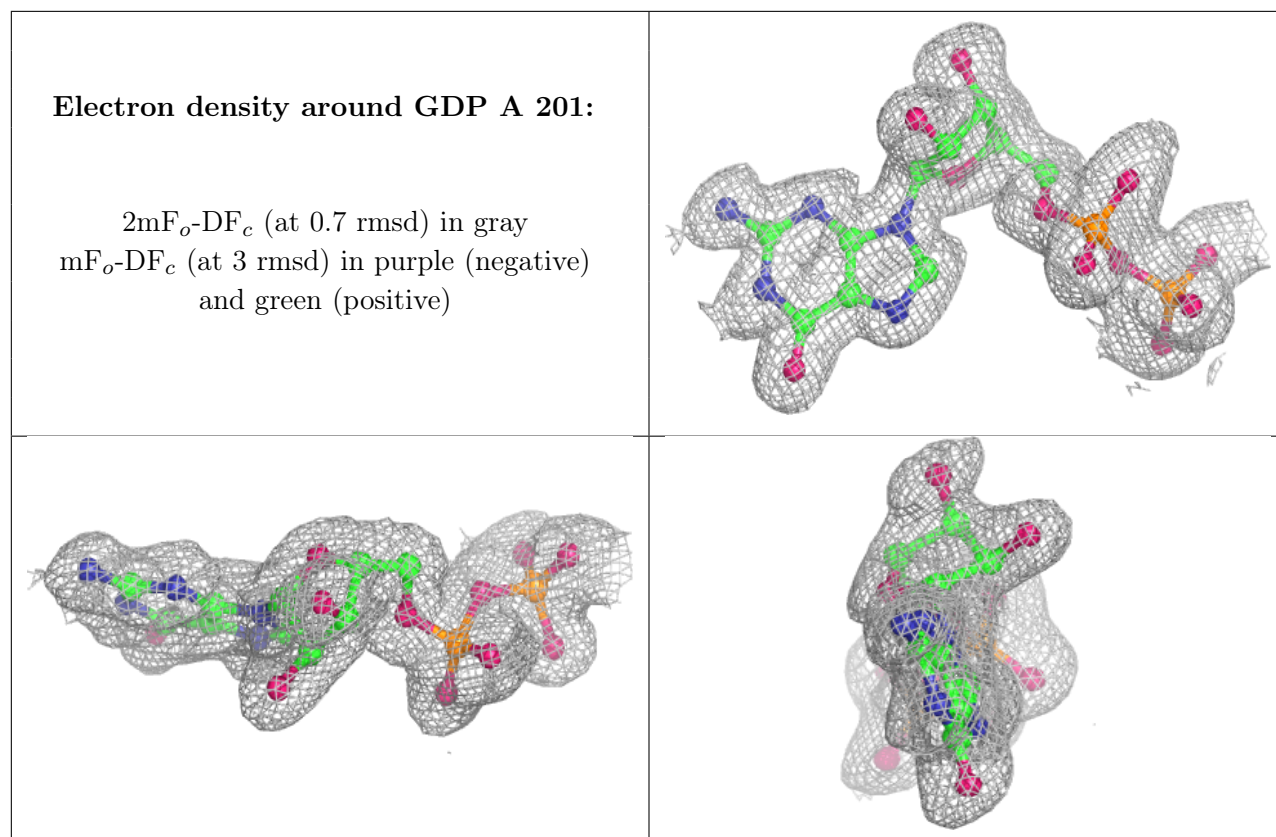 Electron density around GDP A 201:
2mFₒ-DF𝑐 (at 0.7 rmsd) in gray
mFₒ-DF𝑐 (at 3 rmsd) in purple (negative)
and green (positive)